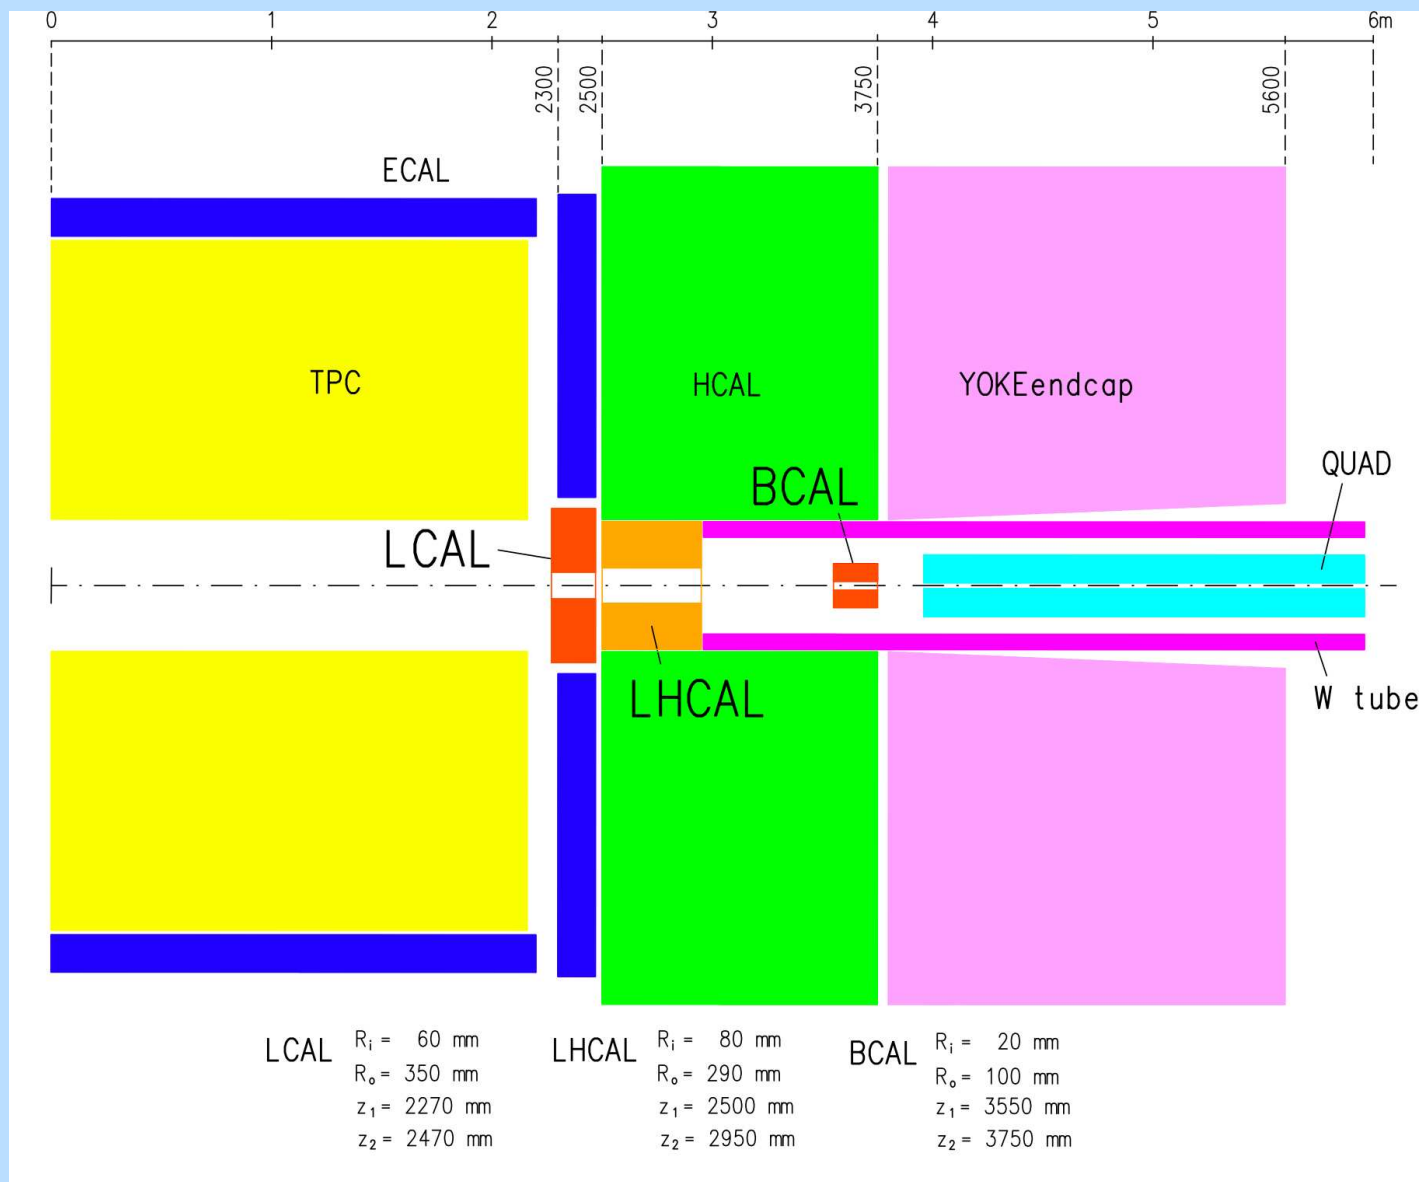 0 1 2 3 4 5 6m
2300 2500 3750 5600
ECAL
TPC HCAL YOKEendcap
QUAD
BCAL
LCAL
LHCAL
W tube
LCAL Ri = 60 mm
Ro = 350 mm
z1 = 2270 mm
z2 = 2470 mm
LHCAL Ri = 80 mm
Ro = 290 mm
z1 = 2500 mm
z2 = 2950 mm
BCAL Ri = 20 mm
Ro = 100 mm
z1 = 3550 mm
z2 = 3750 mm